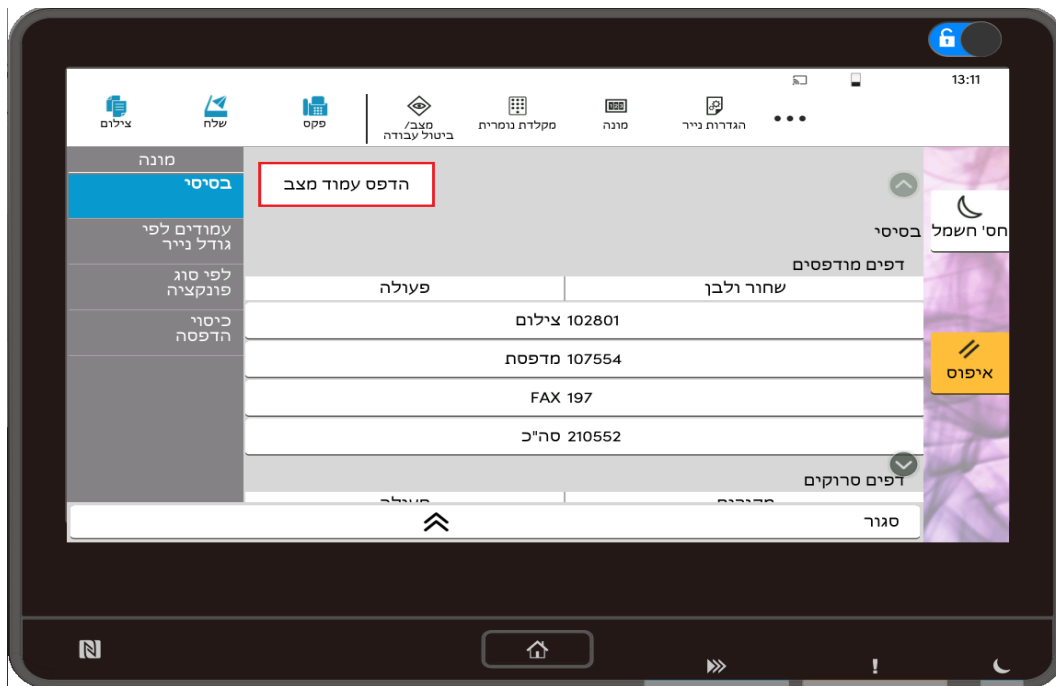 13:11
צילום
שלח
פקס
מצב/
ביטול עבודה
מקלדת נומרית
מונה
הגדרות נייר
מונה
בסיסי
עמודים לפי
גודל נייר
לפי סוג
פונקציה
כיסוי
הדפסה
הדפס עמוד מצב
חס' חשמל
בסיסי
דפים מודפסים
שחור ולבן
פעולה
102801 צילום
107554 מדפסת
FAX 197
210552 סה"כ
איפוס
דפים סרוקים
סגור